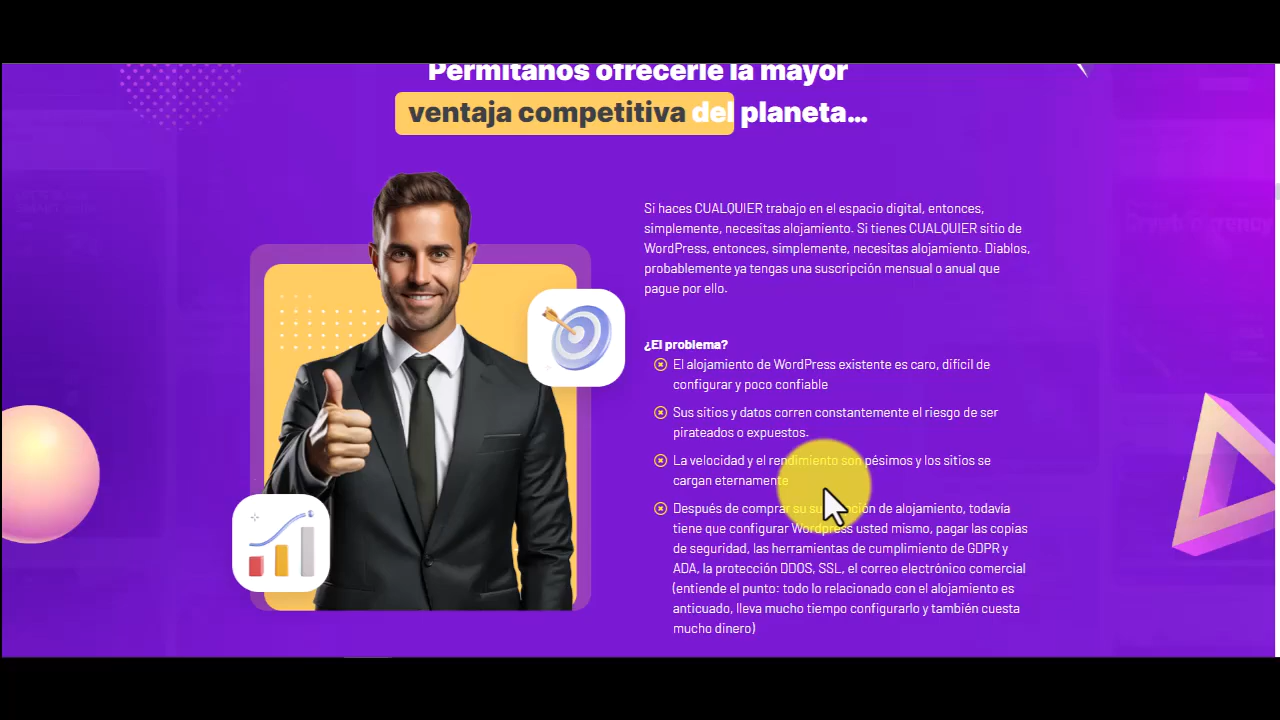 Permítanos ofrecerle la mayor
ventaja competitiva del planeta...
Si haces CUALQUIER trabajo en el espacio digital, entonces,
simplemente, necesitas alojamiento. Si tienes CUALQUIER sitio de
WordPress, entonces, simplemente, necesitas alojamiento. Diablos,
probablemente ya tengas una suscripción mensual o anual que
pague por ello.
¿El problema?
El alojamiento de WordPress existente es caro, difícil de
configurar y poco confiable
Sus sitios y datos corren constantemente el riesgo de ser
pirateados o expuestos.
La velocidad y el rendimiento son pésimos y los sitios se
cargan eternamente
Después de comprar su suscripción de alojamiento, todavía
tiene que configurar Wordpress usted mismo, pagar las copias
de seguridad, las herramientas de cumplimiento de GDPR y
ADA, la protección DDOS, SSL, el correo electrónico comercial
(entiende el punto: todo lo relacionado con el alojamiento es
anticuado, lleva mucho tiempo configurarlo y también cuesta
mucho dinero)